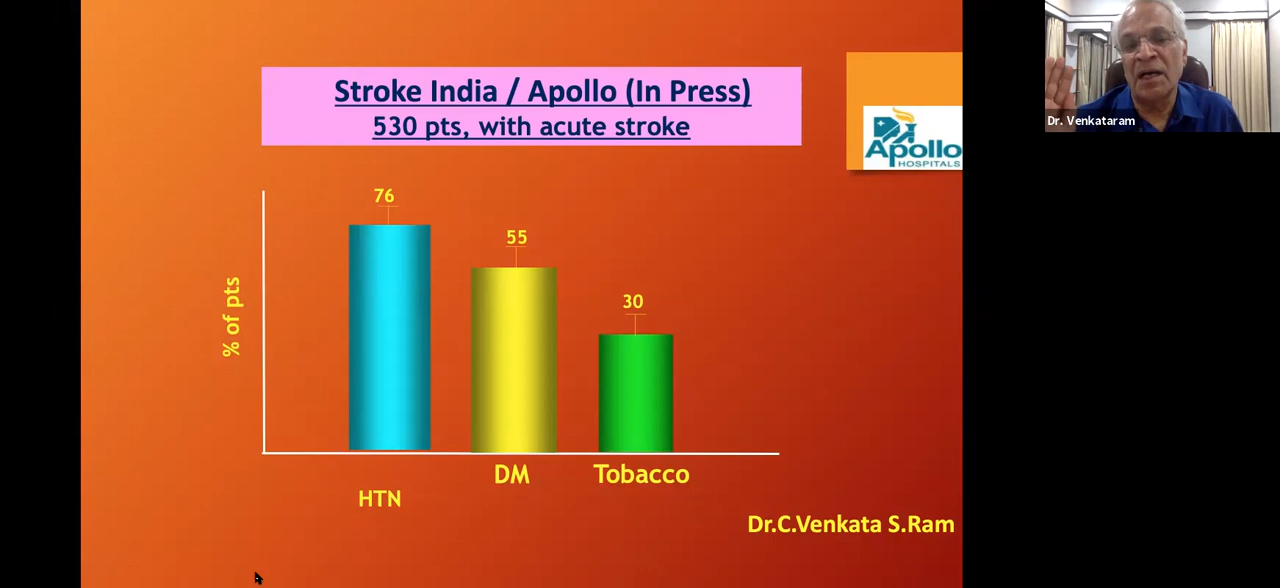 Stroke India / Apollo (In Press)
530 pts, with acute stroke
Apollo
HOSPITALS
Dr. Venkataram
76
55
30
% of pts
HTN
DM
Tobacco
Dr.C.Venkata S.Ram